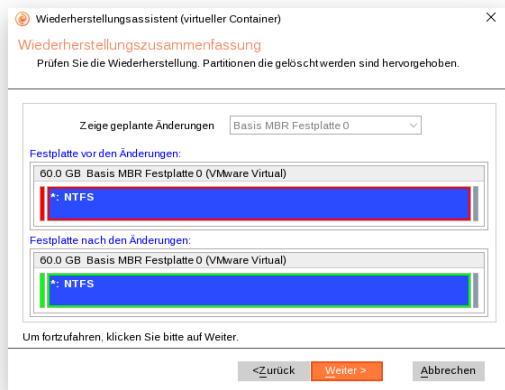 Wiederherstellungsassistent (virtueller Container)
Wiederherstellungszusammenfassung
Prüfen Sie die Wiederherstellung. Partitionen die gelöscht werden sind hervorgehoben.
Zeige geplante Änderungen Basis MBR Festplatte 0
Festplatte vor den Änderungen:
60.0 GB Basis MBR Festplatte 0 (VMware Virtual)
*: NTFS
Festplatte nach den Änderungen:
60.0 GB Basis MBR Festplatte 0 (VMware Virtual)
*: NTFS
Um fortzufahren, klicken Sie bitte auf Weiter.
<Zurück Weiter > Abbrechen